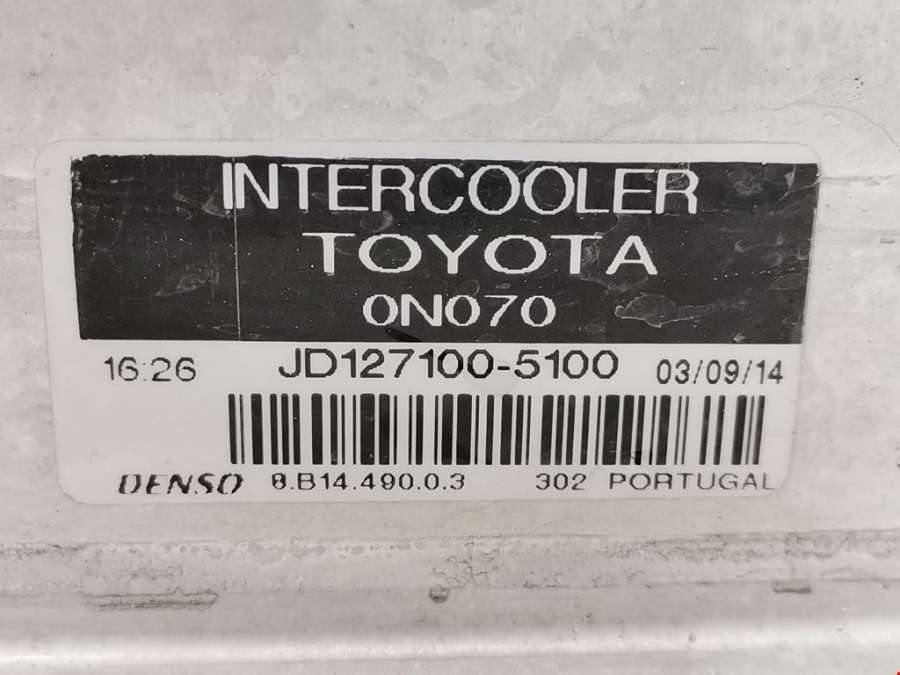 INTERCOOLER
TOYOTA
0N070
16:26 JD127100-5100 03/09/14
DENSO 8.B14.490.0.3 302 PORTUGAL